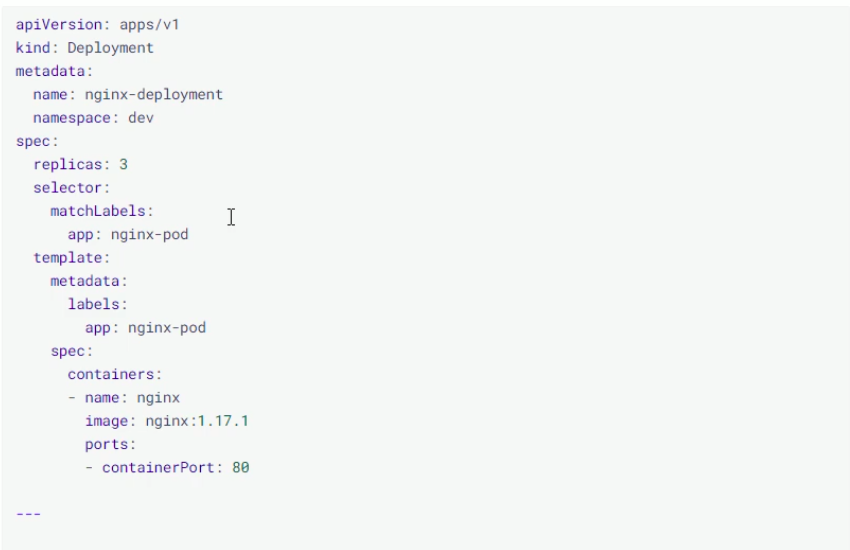 apiVersion: apps/v1
kind: Deployment
metadata:
  name: nginx-deployment
  namespace: dev
spec:
  replicas: 3
  selector:
    matchLabels:
      app: nginx-pod
  template:
    metadata:
      labels:
        app: nginx-pod
    spec:
      containers:
      - name: nginx
        image: nginx:1.17.1
        ports:
        - containerPort: 80
---